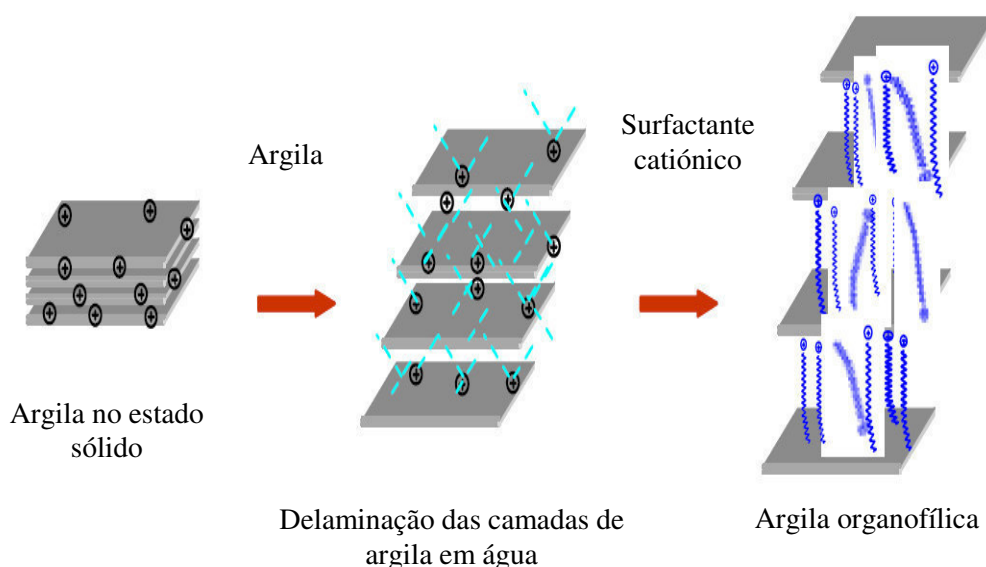 Argila
Surfactante
catiónico
Argila no estado
sólido
Delaminação das camadas de
argila em água
Argila organofílica